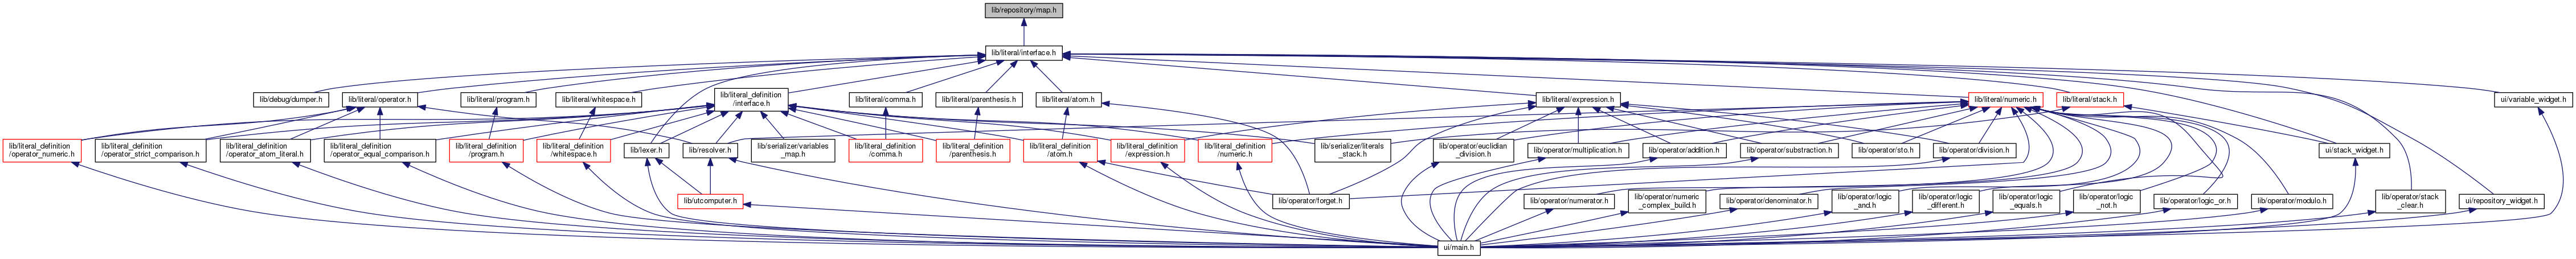 lib/repository/map.h
lib/literal/interface.h
lib/debug/dumper.h
lib/literal/operator.h
lib/literal/program.h
lib/literal/whitespace.h
lib/literal_definition
/interface.h
lib/literal/comma.h
lib/literal/parenthesis.h
lib/literal/atom.h
lib/literal/expression.h
lib/literal/numeric.h
lib/literal/stack.h
ui/variable_widget.h
lib/literal_definition
/operator_numeric.h
lib/literal_definition
/operator_strict_comparison.h
lib/literal_definition
/operator_atom_literal.h
lib/literal_definition
/operator_equal_comparison.h
lib/literal_definition
/program.h
lib/literal_definition
/whitespace.h
lib/lexer.h
lib/resolver.h
lib/serializer/variables
_map.h
lib/literal_definition
/comma.h
lib/literal_definition
/parenthesis.h
lib/literal_definition
/atom.h
lib/literal_definition
/expression.h
lib/literal_definition
/numeric.h
lib/serializer/literals
_stack.h
lib/operator/euclidian
_division.h
lib/operator/multiplication.h
lib/operator/addition.h
lib/operator/substraction.h
lib/operator/sto.h
lib/operator/division.h
ui/stack_widget.h
lib/utcomputer.h
lib/operator/forget.h
lib/operator/numerator.h
lib/operator/numeric
_complex_build.h
lib/operator/denominator.h
lib/operator/logic
_and.h
lib/operator/logic
_different.h
lib/operator/logic
_equals.h
lib/operator/logic
_not.h
lib/operator/logic_or.h
lib/operator/modulo.h
lib/operator/stack
_clear.h
ui/repository_widget.h
ui/main.h